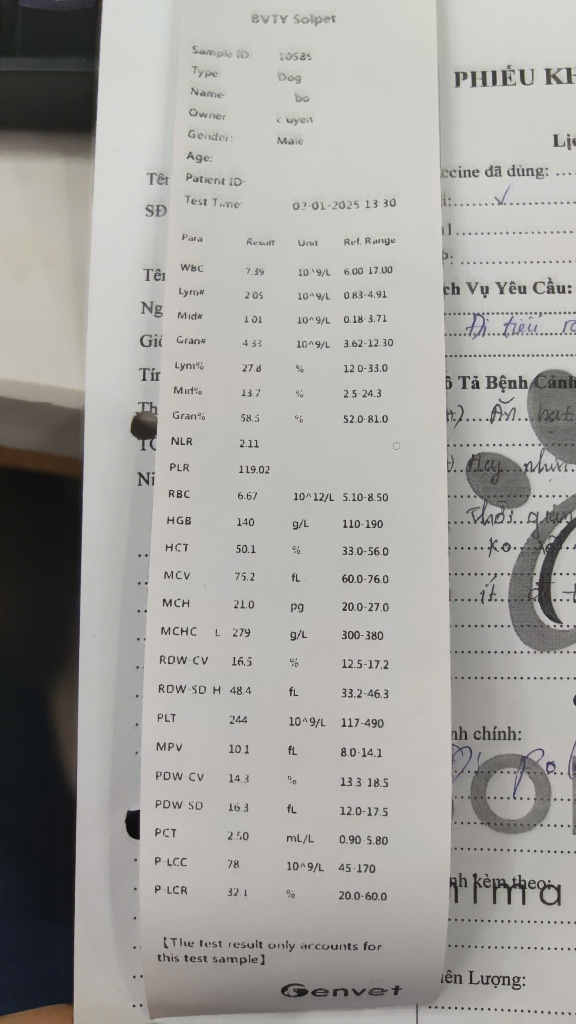 BVTY Solpet
Sample ID: 10585
Type: Dog
Name: bo
Owner uyen
Gender: Male
Age:
Patient ID:
Test Time: 02-01-2025 13:30
Para Result Unit Ref. Range
WBC 7.39 10^9/L 6.00-17.00
Lym# 2.05 10^9/L 0.83-4.91
Mid# 1.01 10^9/L 0.18-3.71
Gran# 4.33 10^9/L 3.62-12.30
Lym% 27.8 % 12.0-33.0
Mid% 13.7 % 2.5-24.3
Gran% 58.5 % 52.0-81.0
NLR 2.11
PLR 119.02
RBC 6.67 10^12/L 5.10-8.50
HGB 140 g/L 110-190
HCT 50.1 % 33.0-56.0
MCV 75.2 fL 60.0-76.0
MCH 21.0 pg 20.0-27.0
MCHC L 279 g/L 300-380
RDW-CV 16.5 % 12.5-17.2
RDW-SD H 48.4 fL 33.2-46.3
PLT 244 10^9/L 117-490
MPV 10.1 fL 8.0-14.1
PDW-CV 14.3 % 13.3-18.5
PDW-SD 16.3 fL 12.0-17.5
PCT 2.50 mL/L 0.90-5.80
P-LCC 78 10^9/L 45-170
P-LCR 32.1 % 20.0-60.0
【The test result only accounts for
this test sample】
Genvet
PHIẾU KH
Lị
ccine đã dùng:
ch Vụ Yêu Cầu:
Đi tiểu
ô Tả Bệnh Cảnh
Ăn hạt
Hay nhịn
Thời gian
ko
ít đi
nh chính:
nh kèm theo:
ima
iên Lượng:
Tên
SĐ
Tên
Ng
Giố
Tín
Th